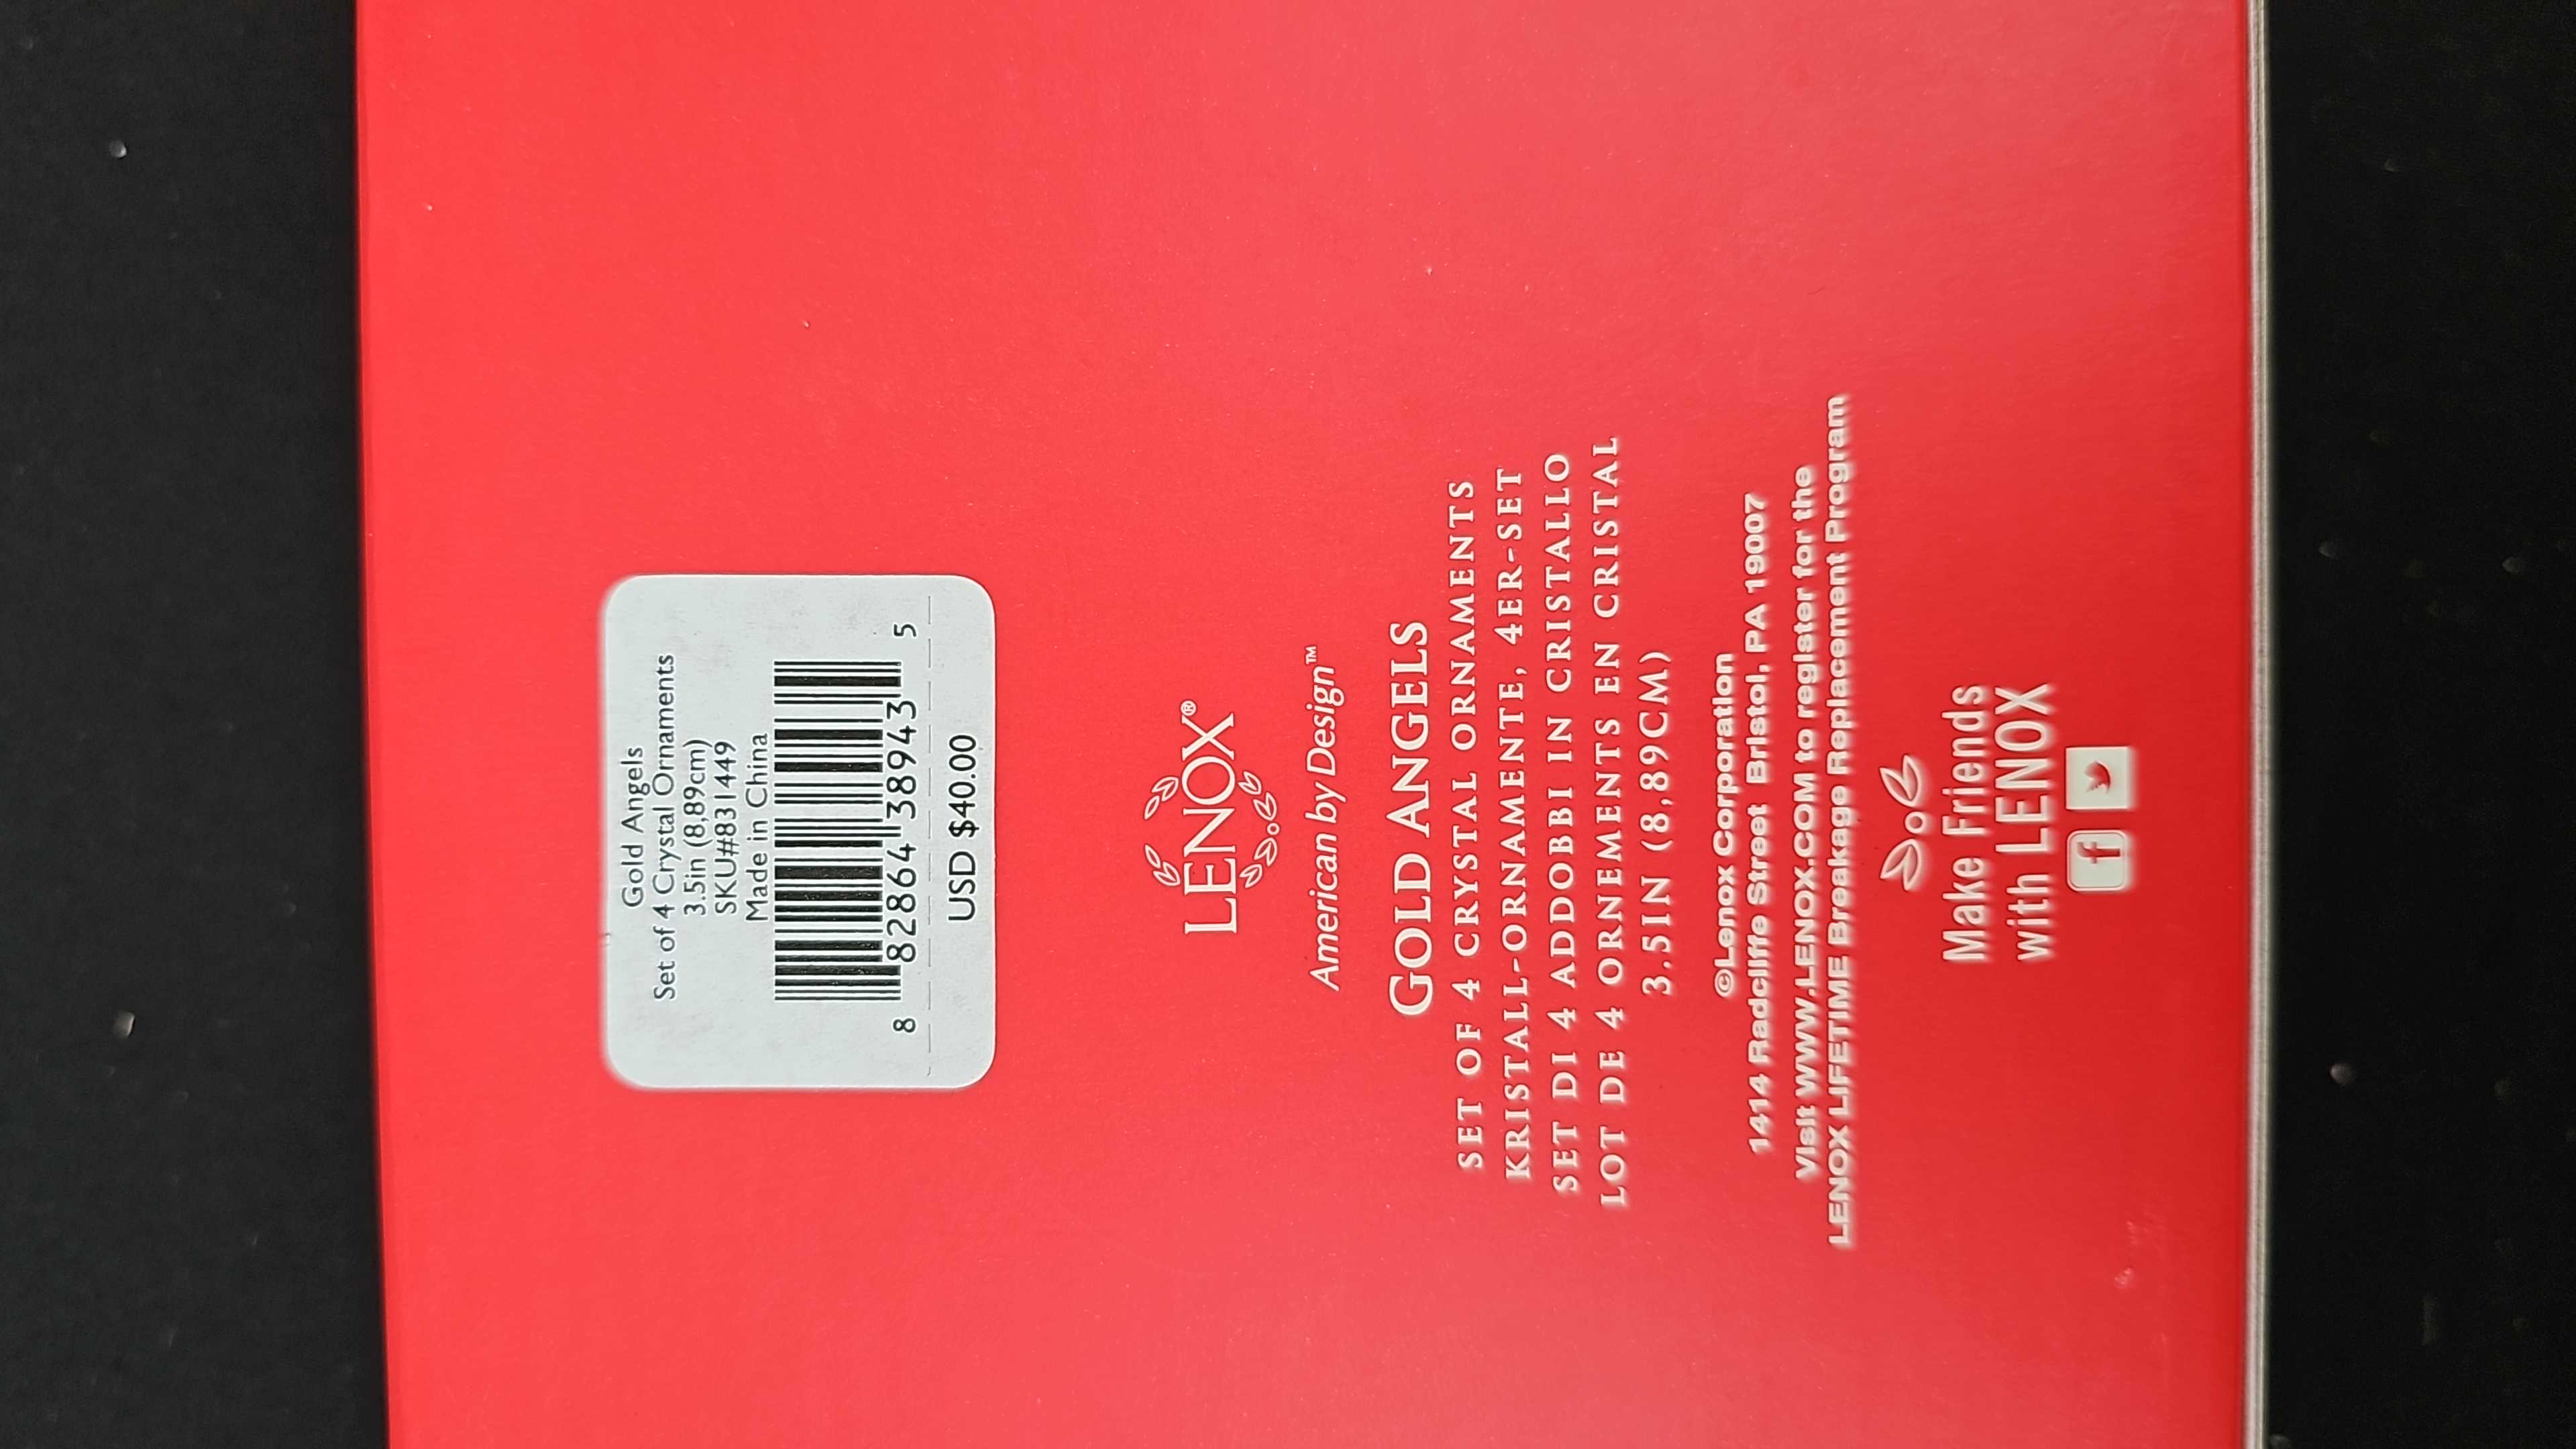 Gold Angels
Set of 4 Crystal Ornaments
3.5in (8,89cm)
SKU#831449
Made in China
8 82864 38943 5
USD $40.00
LENOX®
American by Design™
GOLD ANGELS
SET OF 4 CRYSTAL ORNAMENTS
KRISTALL-ORNAMENTE, 4ER-SET
SET DI 4 ADDOBBI IN CRISTALLO
LOT DE 4 ORNEMENTS EN CRISTAL
3.5IN (8,89CM)
©Lenox Corporation
1414 Radcliffe Street Bristol, PA 19007
Visit WWW.LENOX.COM to register for the
LENOX LIFETIME Breakage Replacement Program
Make Friends
with LENOX
f